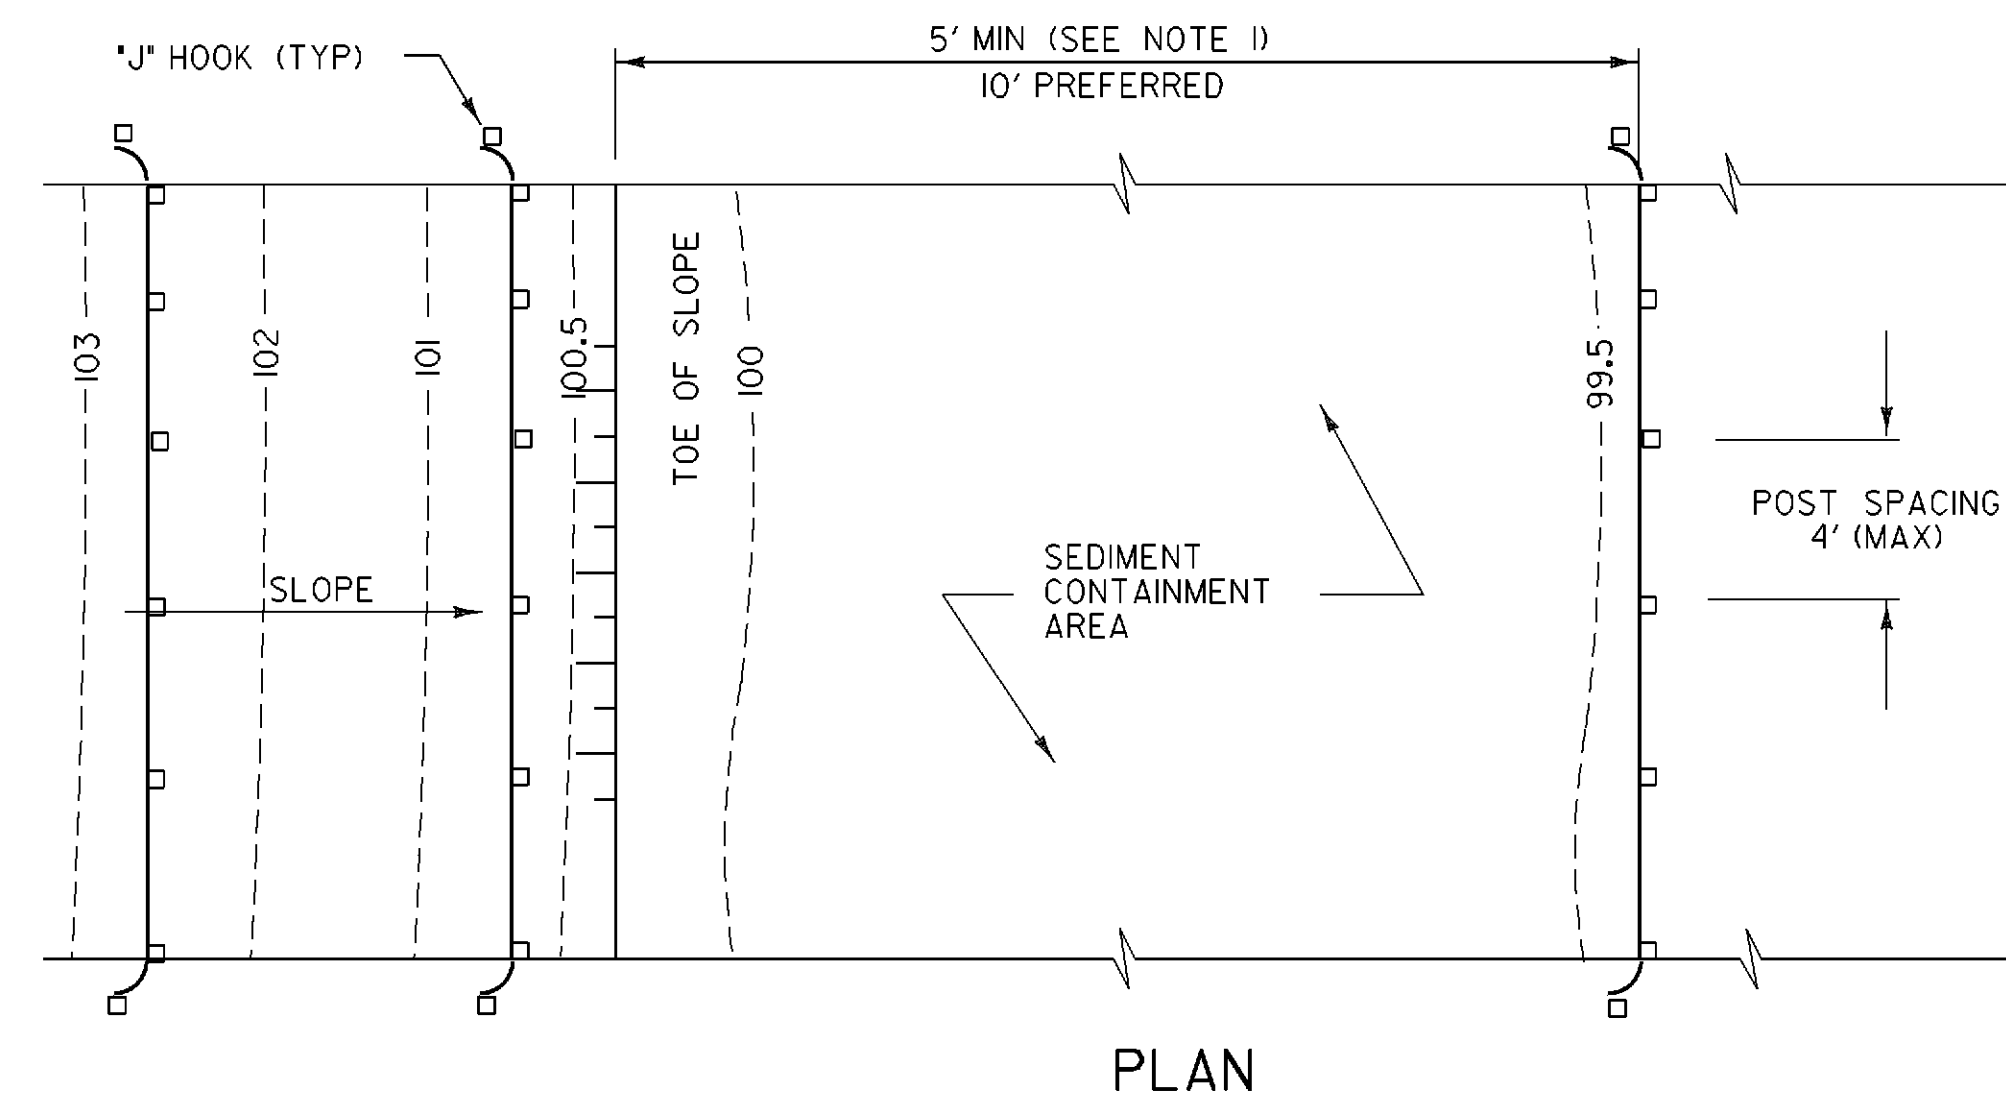 "J" HOOK (TYP)
5' MIN (SEE NOTE 1)
10' PREFERRED
103
102
101
100.5
TOE OF SLOPE
100
99.5
SLOPE
SEDIMENT
CONTAINMENT
AREA
POST SPACING
4' (MAX)
PLAN